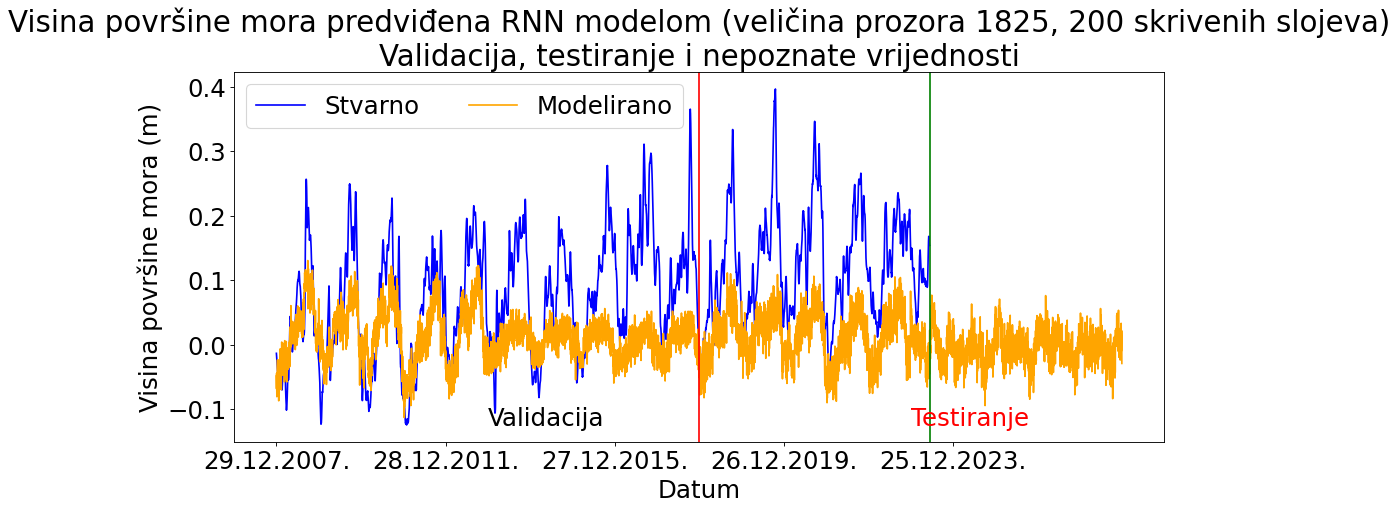 Visina površine mora predviđena RNN modelom (veličina prozora 1825, 200 skrivenih slojeva)
Validacija, testiranje i nepoznate vrijednosti
Stvarno Modelirano
Visina površine mora (m)
0.4
0.3
0.2
0.1
0.0
−0.1
Validacija
Testiranje
29.12.2007. 28.12.2011. 27.12.2015. 26.12.2019. 25.12.2023.
Datum